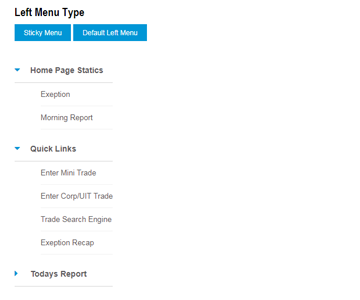 Left Menu Type
Sticky Menu Default Left Menu
Home Page Statics
Exeption
Morning Report
Quick Links
Enter Mini Trade
Enter Corp/UIT Trade
Trade Search Engine
Exeption Recap
Todays Report